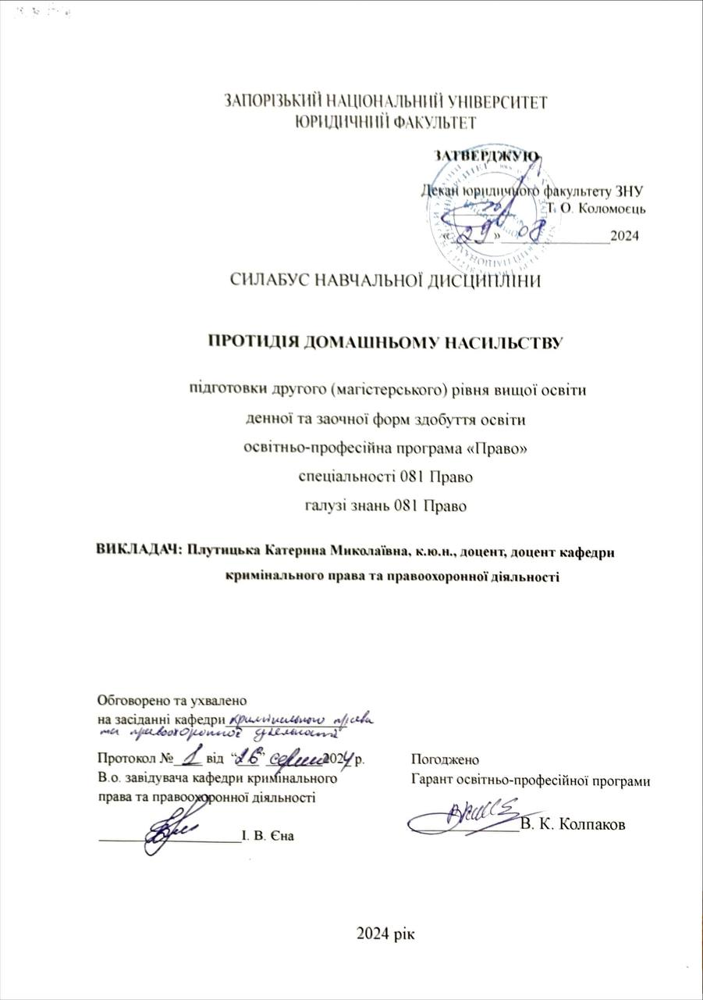 ЗАПОРІЗЬКИЙ НАЦІОНАЛЬНИЙ УНІВЕРСИТЕТ
ЮРИДИЧНИЙ ФАКУЛЬТЕТ
ЗАТВЕРДЖУЮ
Декан юридичного факультету ЗНУ
Т. О. Коломоєць
«29» 08 2024
СИЛАБУС НАВЧАЛЬНОЇ ДИСЦИПЛІНИ
ПРОТИДІЯ ДОМАШНЬОМУ НАСИЛЬСТВУ
підготовки другого (магістерського) рівня вищої освіти
денної та заочної форм здобуття освіти
освітньо-професійна програма «Право»
спеціальності 081 Право
галузі знань 081 Право
ВИКЛАДАЧ: Плутицька Катерина Миколаївна, к.ю.н., доцент, доцент кафедри
кримінального права та правоохоронної діяльності
Обговорено та ухвалено
на засіданні кафедри кримінального права
та правоохоронної діяльності
Протокол № 1 від “26” серпня 2024 р.
В.о. завідувача кафедри кримінального
права та правоохоронної діяльності
І. В. Єна
Погоджено
Гарант освітньо-професійної програми
В. К. Колпаков
2024 рік